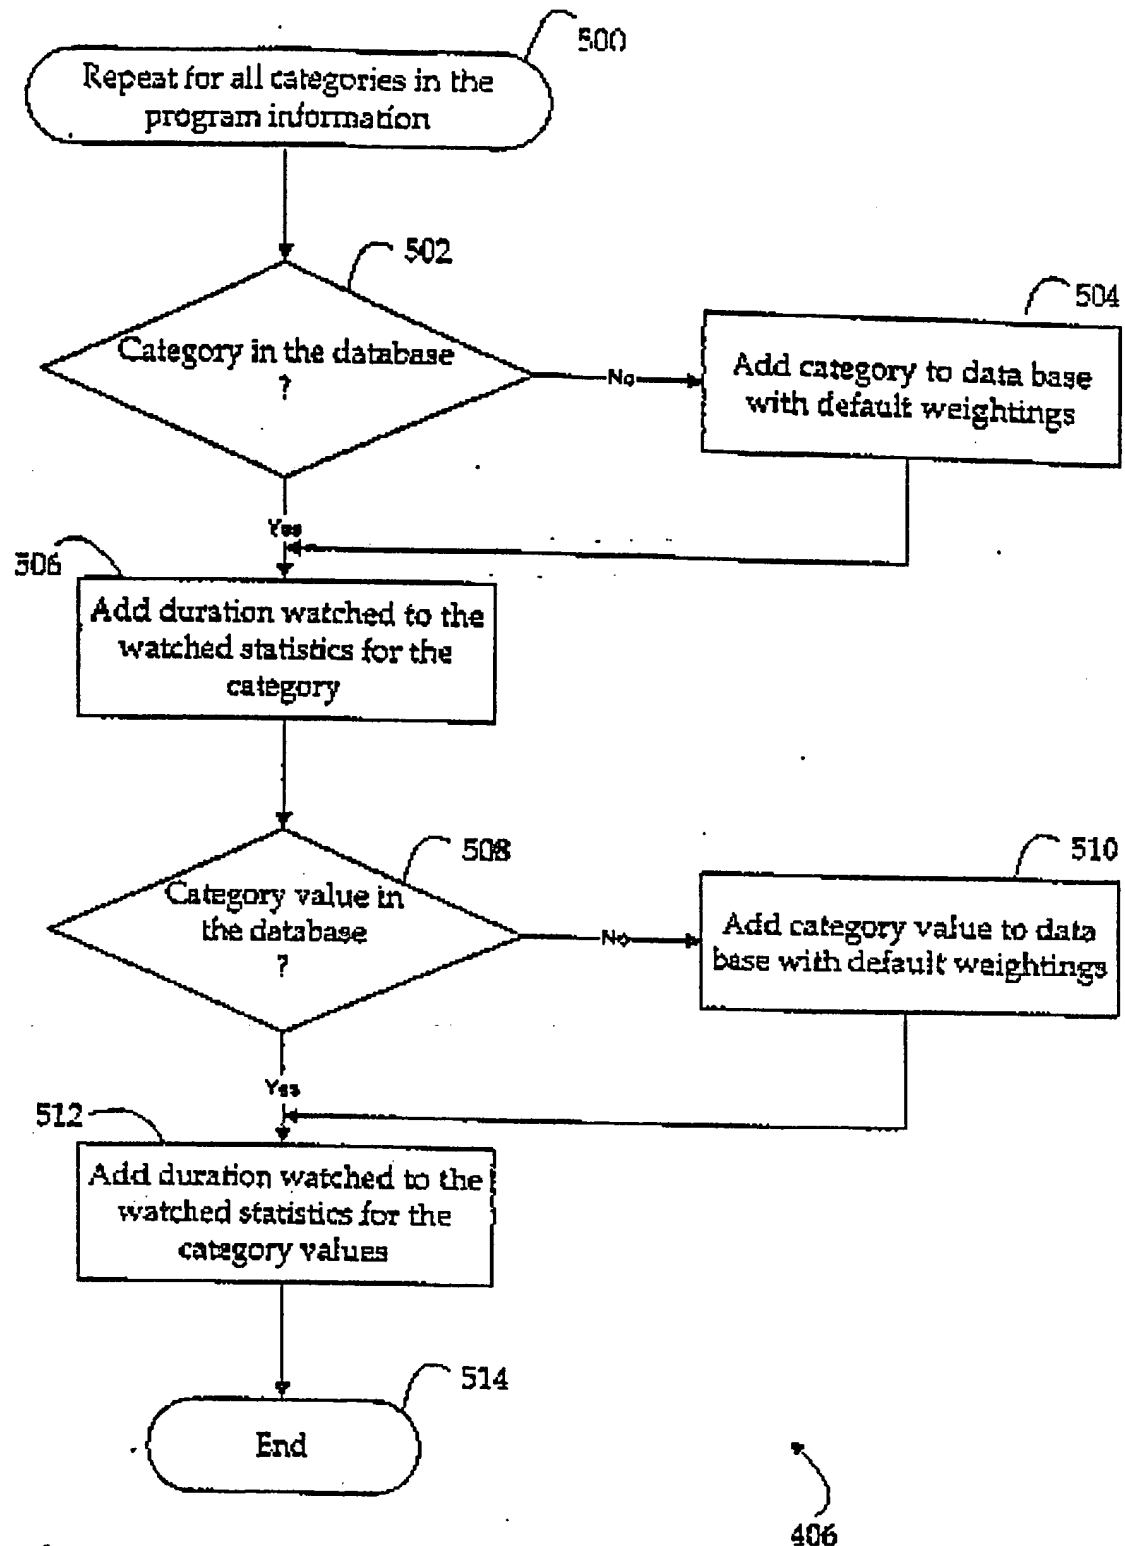 500
Repeat for all categories in the
program information
502
Category in the database
?
No
504
Add category to data base
with default weightings
Yes
506
Add duration watched to the
watched statistics for the
category
508
Category value in
the database
?
No
510
Add category value to data
base with default weightings
Yes
512
Add duration watched to the
watched statistics for the
category values
514
End
406